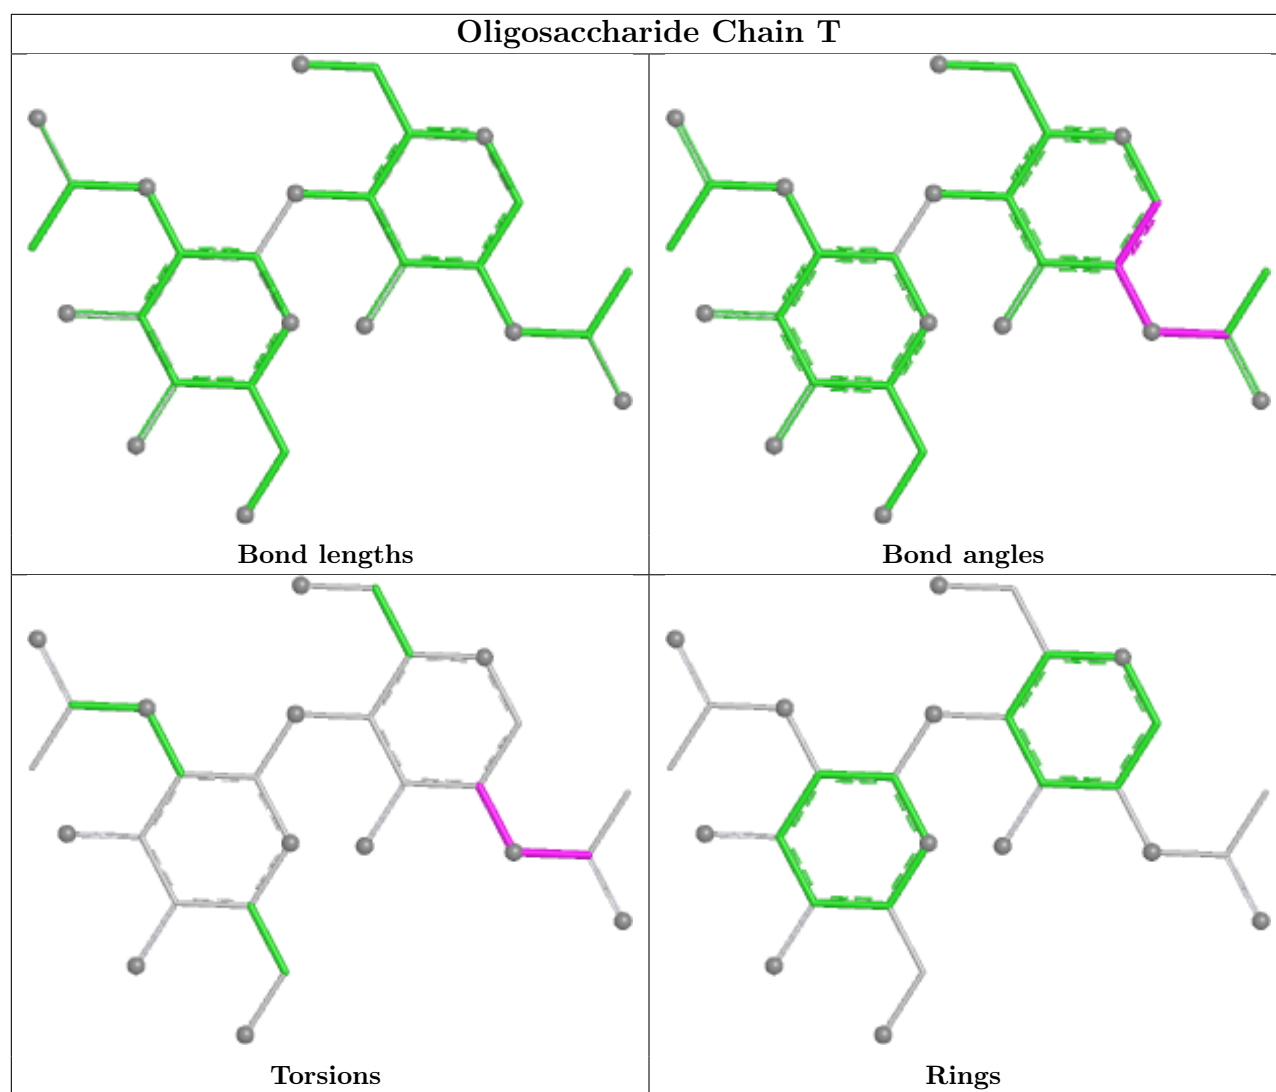 Oligosaccharide Chain T
Bond lengths
Bond angles
Torsions
Rings